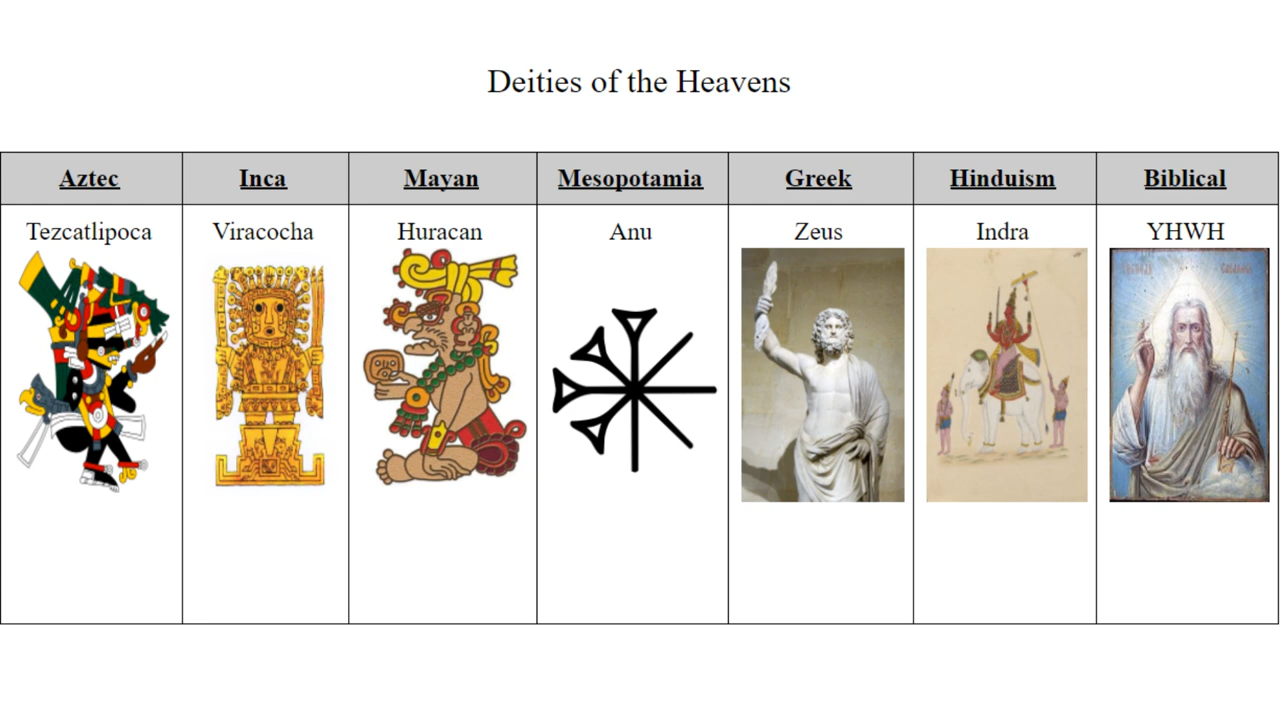 Deities of the Heavens
Aztec Inca Mayan Mesopotamia Greek Hinduism Biblical
Tezcatlipoca Viracocha Huracan Anu Zeus Indra YHWH